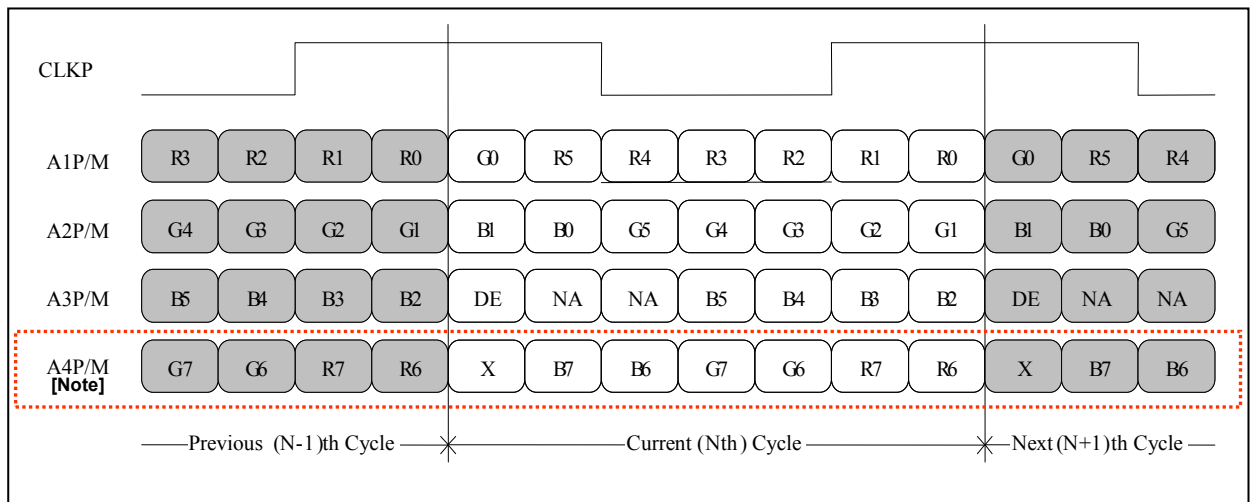 CLKP
A1P/M R3 R2 R1 R0 G0 R5 R4 R3 R2 R1 R0 G0 R5 R4
A2P/M G4 G3 G2 G1 B1 B0 G5 G4 G3 G2 G1 B1 B0 G5
A3P/M B5 B4 B3 B2 DE NA NA B5 B4 B3 B2 DE NA NA
A4P/M G7 G6 R7 R6 X B7 B6 G7 G6 R7 R6 X B7 B6
[Note]
Previous (N-1)th Cycle Current (Nth) Cycle Next (N+1)th Cycle